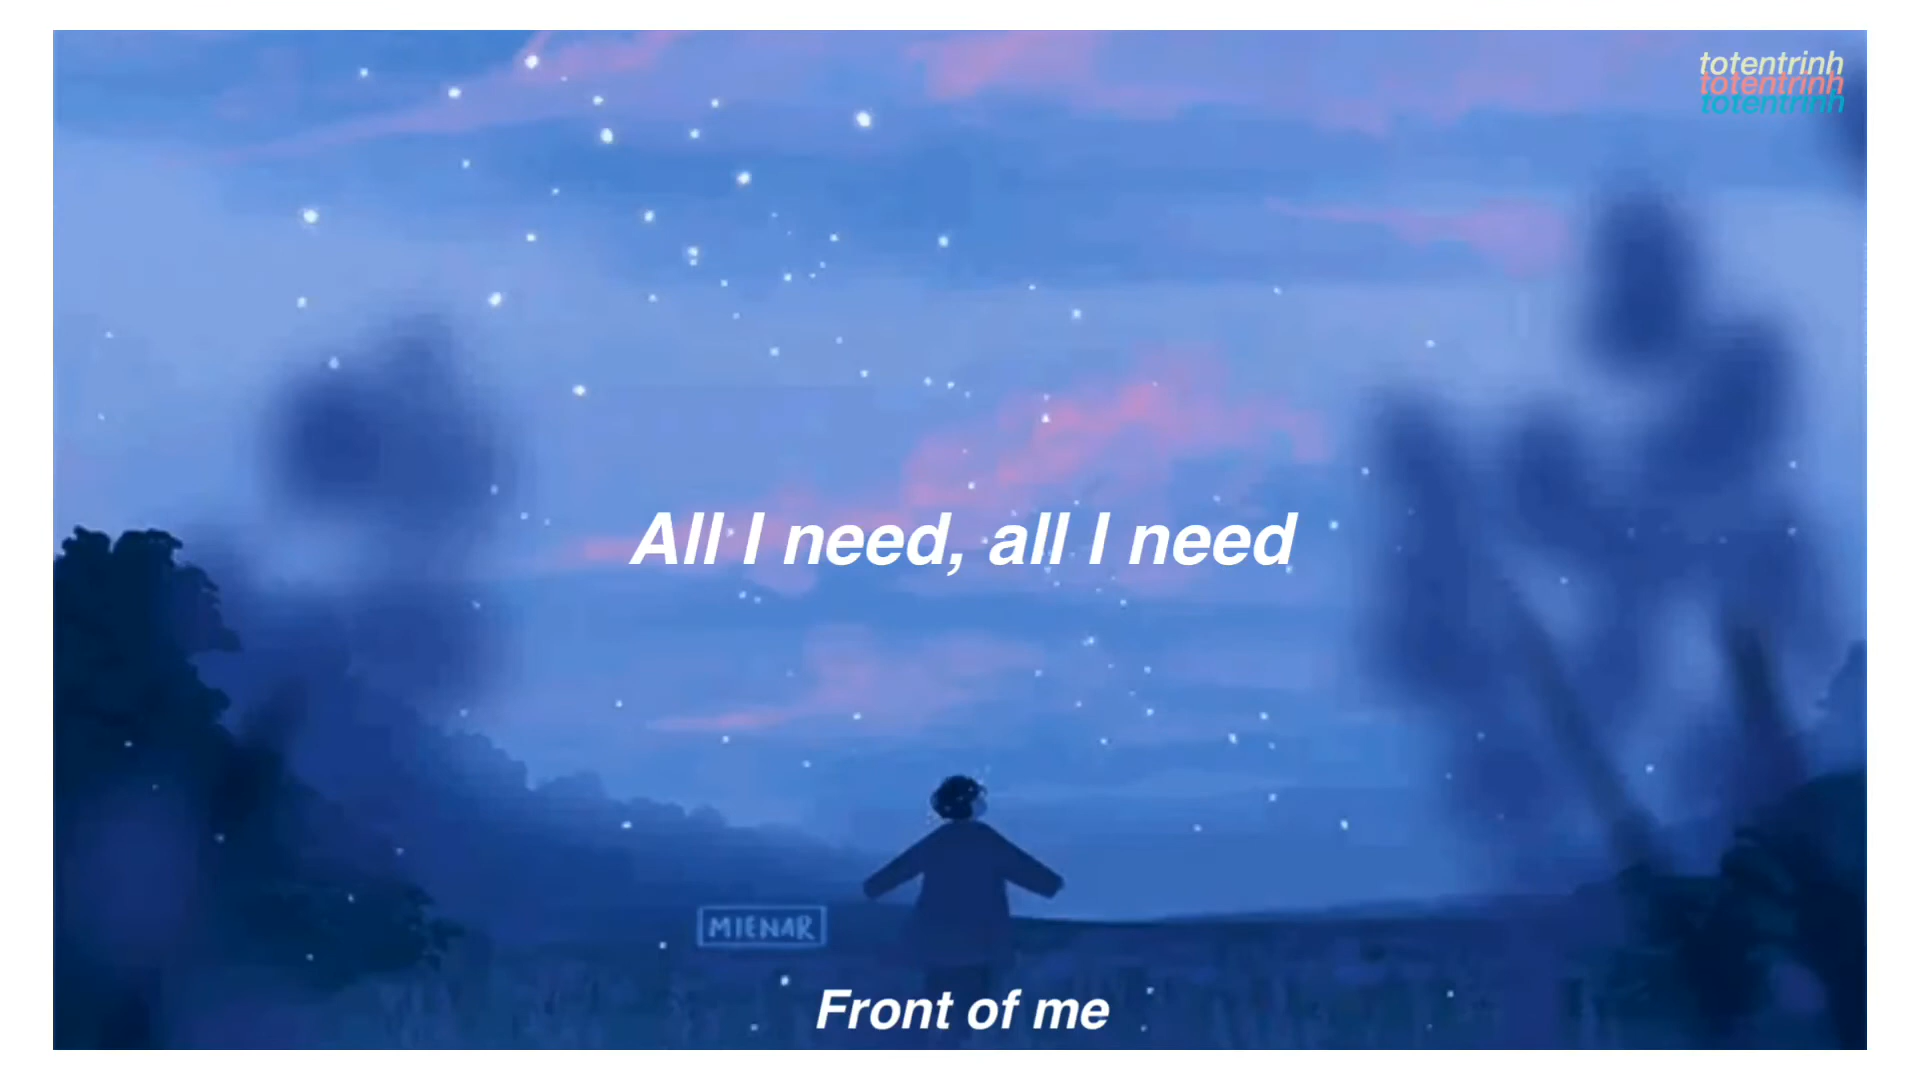 totentrinh
totentrinh
totentrinh
All I need, all I need
MIENAR
Front of me